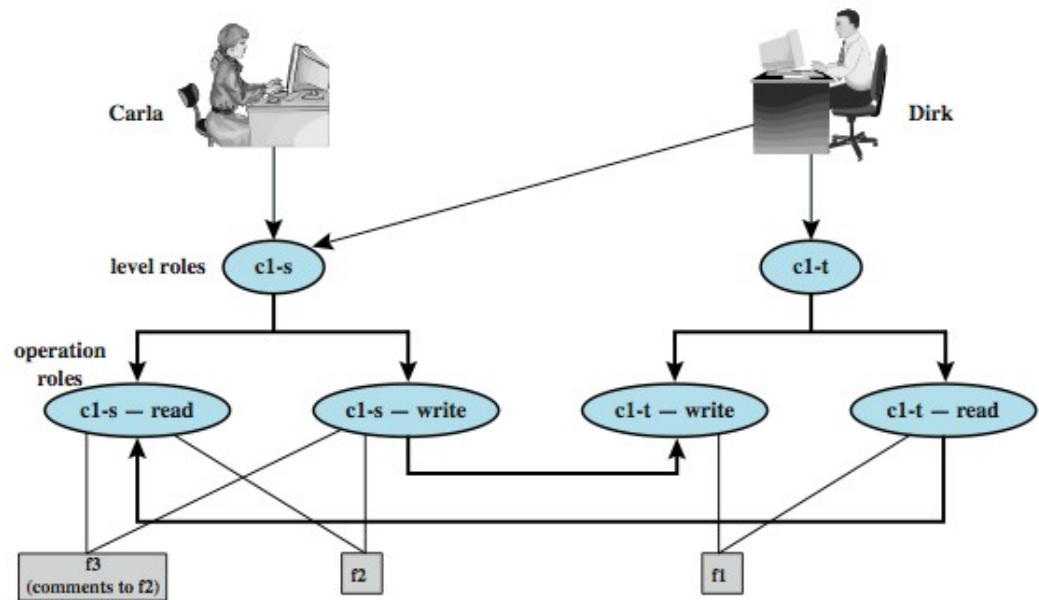 Carla
Dirk
level roles
c1-s
c1-t
operation
roles
c1-s — read
c1-s — write
c1-t — write
c1-t — read
f3
(comments to f2)
f2
f1